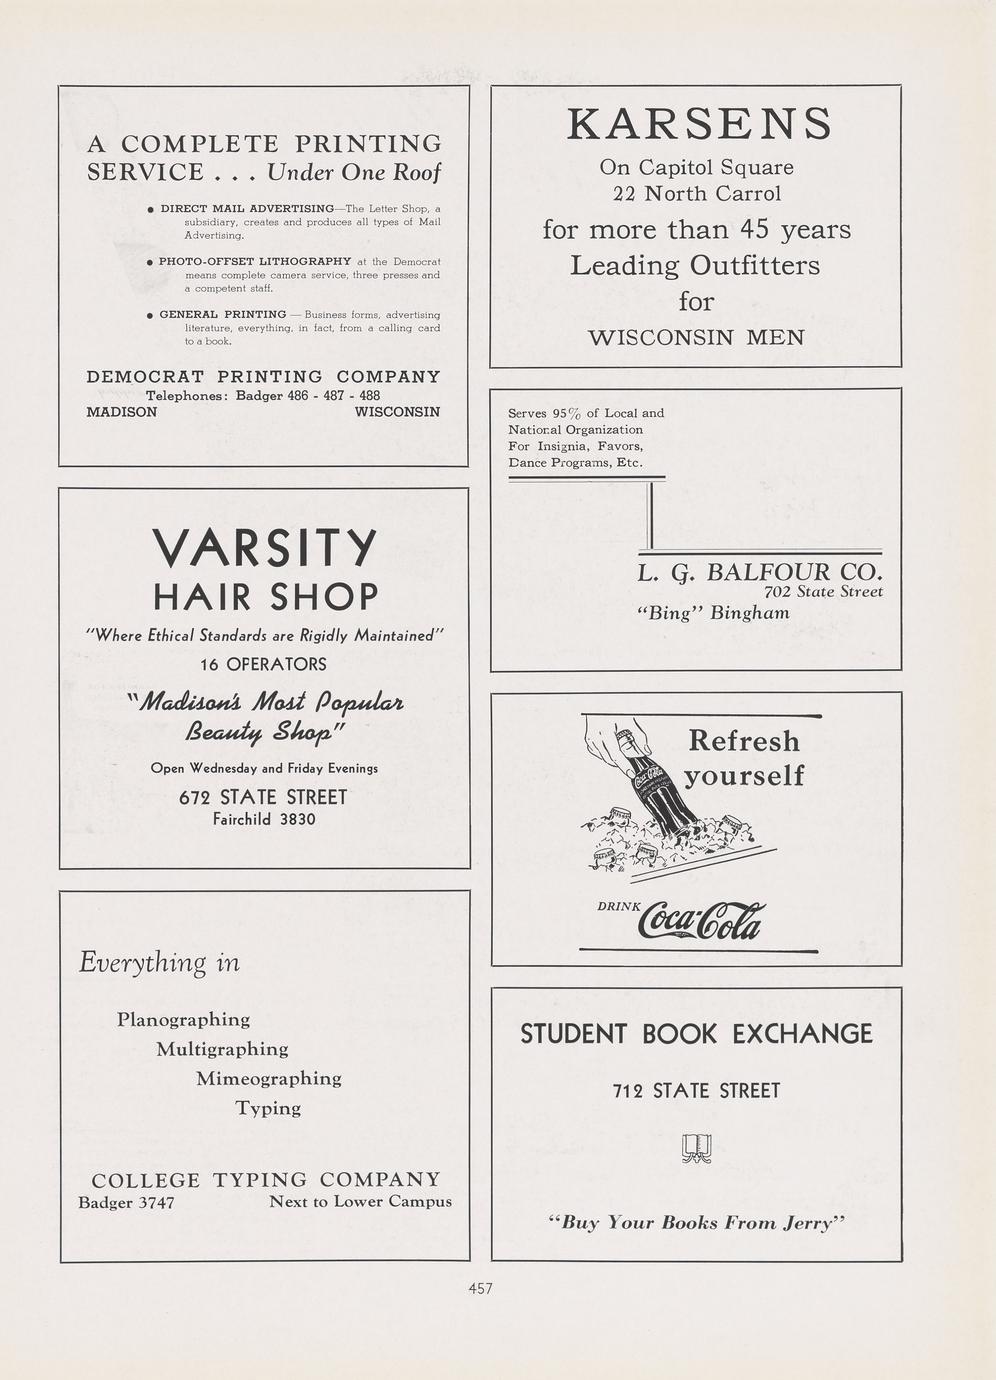 A COMPLETE PRINTING
SERVICE . . . Under One Roof
● DIRECT MAIL ADVERTISING—The Letter Shop, a
subsidiary, creates and produces all types of Mail
Advertising.
● PHOTO-OFFSET LITHOGRAPHY at the Democrat
means complete camera service, three presses and
a competent staff.
● GENERAL PRINTING — Business forms, advertising
literature, everything, in fact, from a calling card
to a book.
DEMOCRAT PRINTING COMPANY
Telephones: Badger 486 - 487 - 488
MADISON WISCONSIN
VARSITY
HAIR SHOP
"Where Ethical Standards are Rigidly Maintained"
16 OPERATORS
"Madison's Most Popular
Beauty Shop"
Open Wednesday and Friday Evenings
672 STATE STREET
Fairchild 3830
Everything in
Planographing
Multigraphing
Mimeographing
Typing
COLLEGE TYPING COMPANY
Badger 3747 Next to Lower Campus
KARSENS
On Capitol Square
22 North Carrol
for more than 45 years
Leading Outfitters
for
WISCONSIN MEN
Serves 95% of Local and
National Organization
For Insignia, Favors,
Dance Programs, Etc.
L. G. BALFOUR CO.
702 State Street
"Bing" Bingham
Refresh
yourself
Coca-Cola
DRINK Coca-Cola
STUDENT BOOK EXCHANGE
712 STATE STREET
"Buy Your Books From Jerry"
457